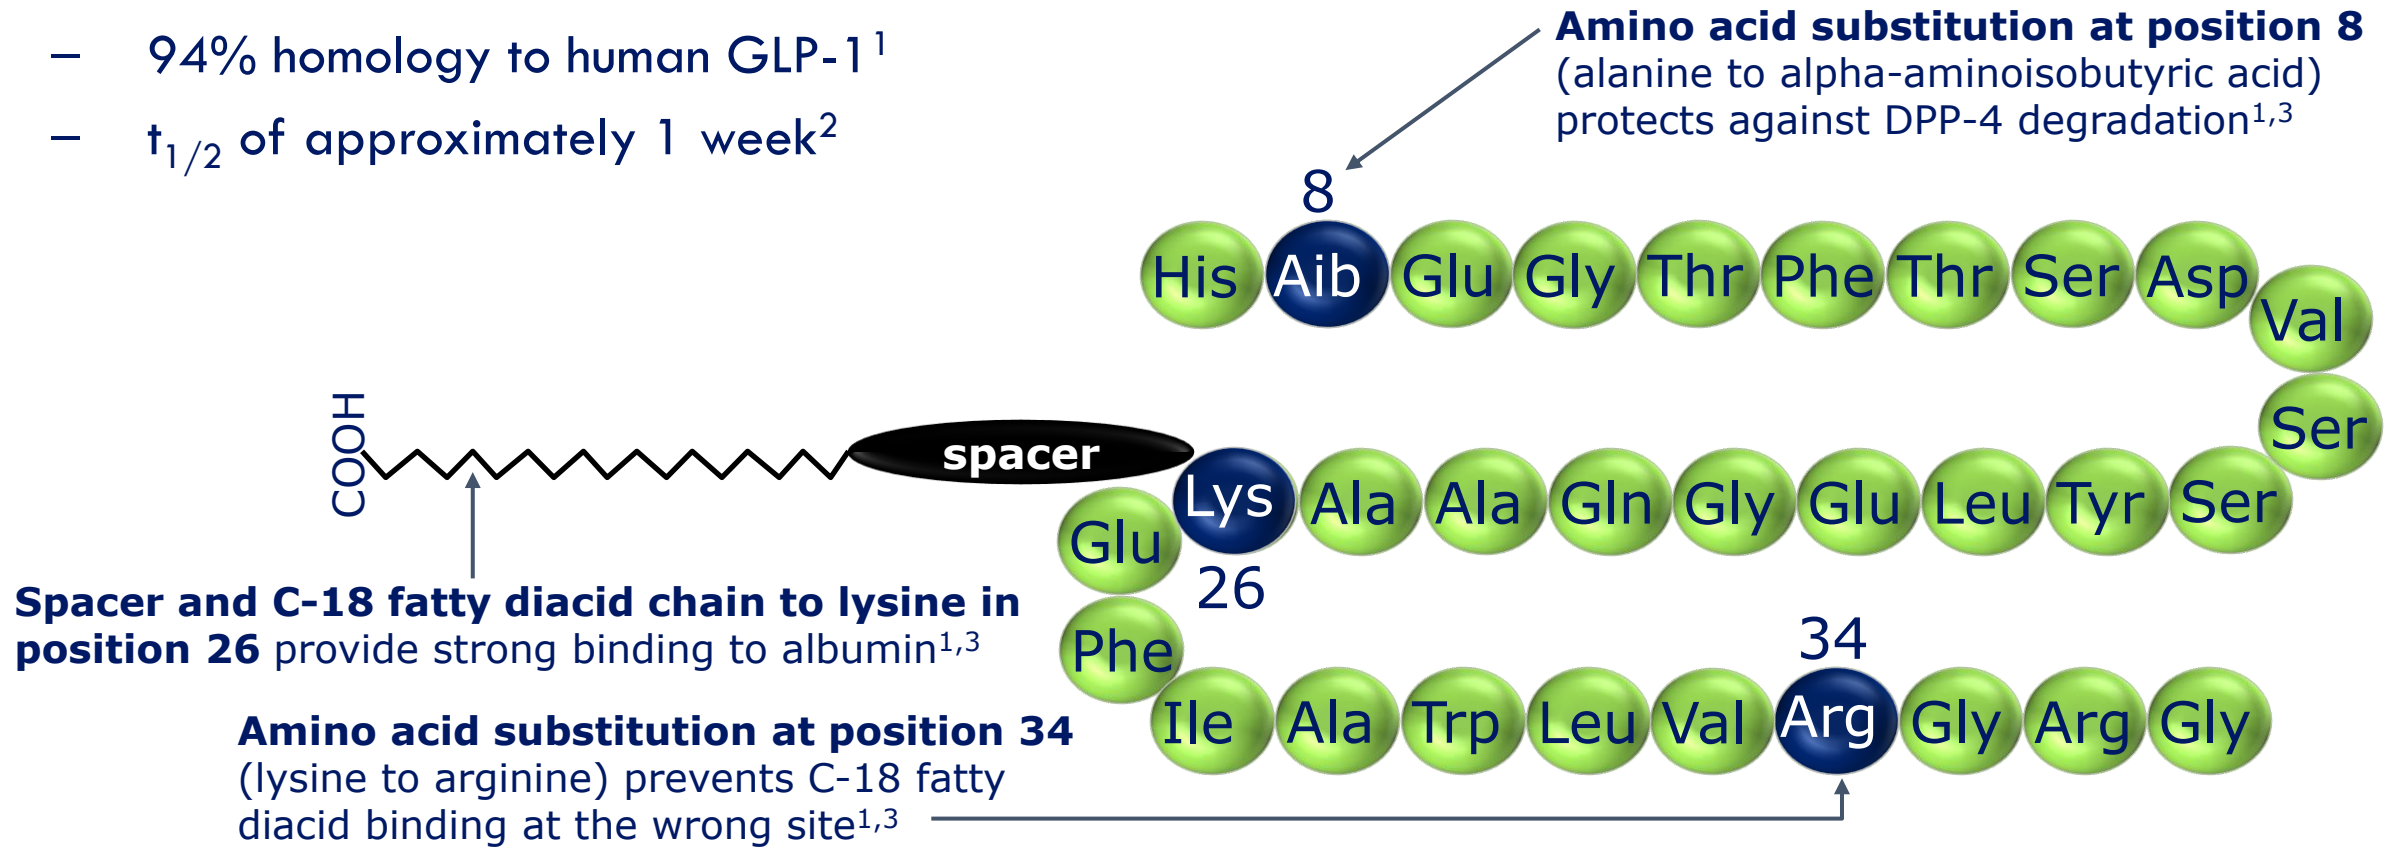 – 94% homology to human GLP-1¹
– t₁/₂ of approximately 1 week²
Amino acid substitution at position 8
(alanine to alpha-aminoisobutyric acid)
protects against DPP-4 degradation¹,³
8
His Aib Glu Gly Thr Phe Thr Ser Asp
Val
Ser
COOH
spacer
Lys Ala Ala Gln Gly Glu Leu Tyr Ser
Glu
26
Spacer and C-18 fatty diacid chain to lysine in
position 26 provide strong binding to albumin¹,³
Phe
34
Ile Ala Trp Leu Val Arg Gly Arg Gly
Amino acid substitution at position 34
(lysine to arginine) prevents C-18 fatty
diacid binding at the wrong site¹,³